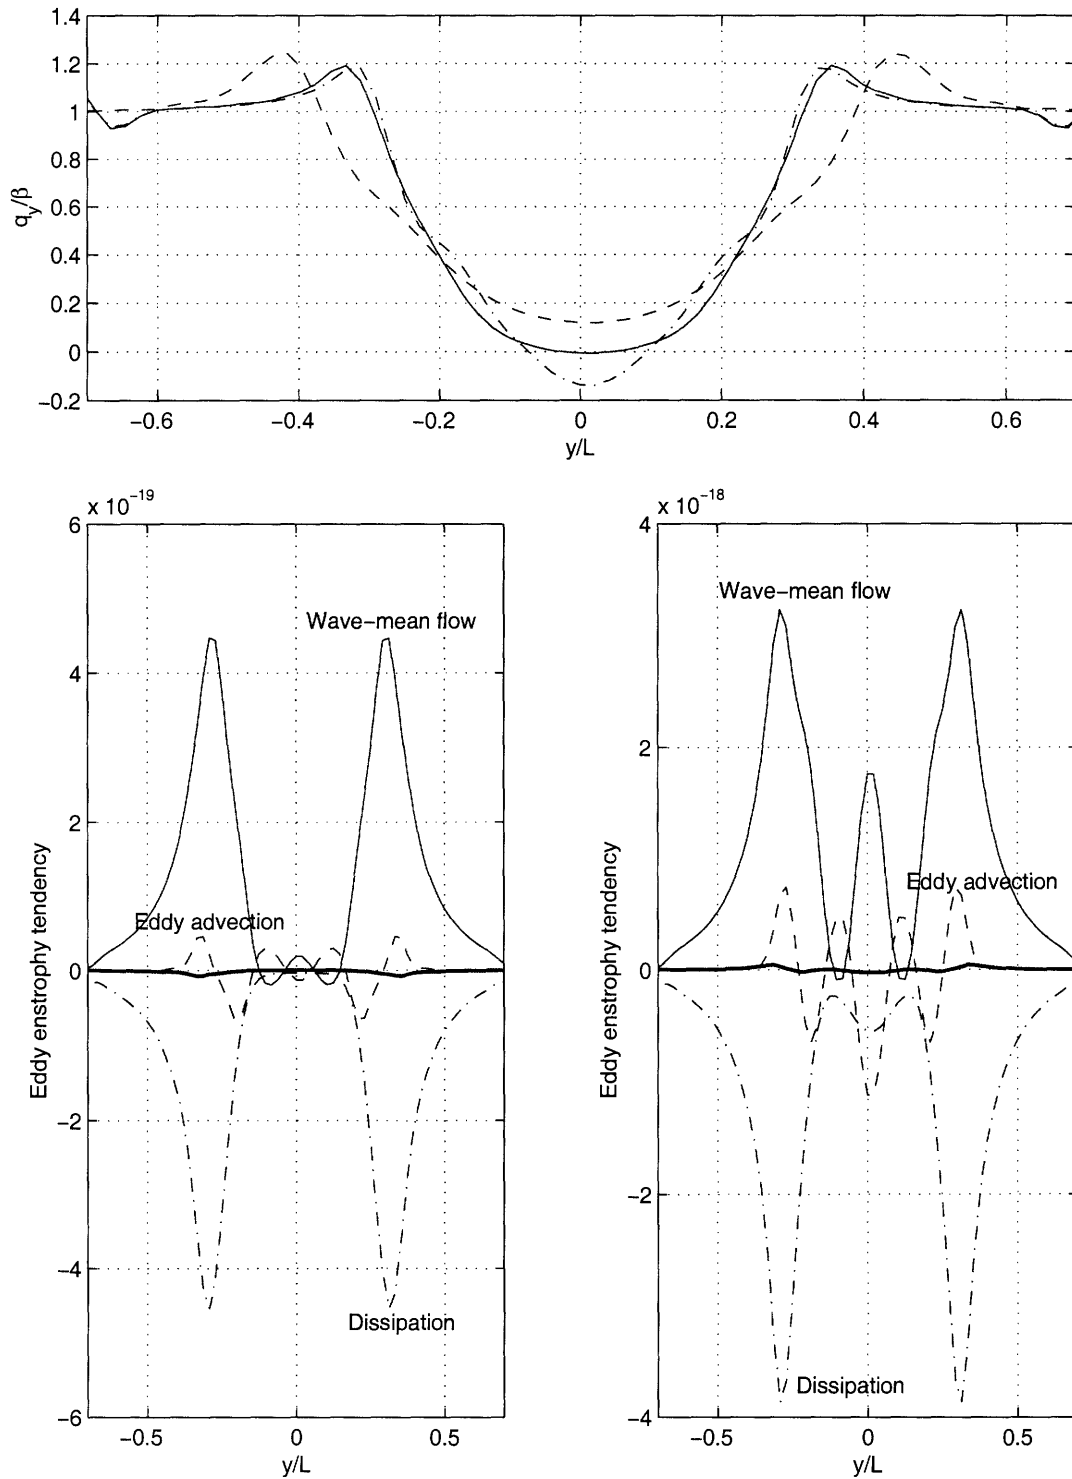 1.4
1.2
1
0.8
0.6
0.4
0.2
0
−0.2
q_y/β
−0.6 −0.4 −0.2 0 0.2 0.4 0.6
y/L
x 10^−19
6
4
2
0
−2
−4
−6
Eddy enstrophy tendency
Wave−mean flow
Eddy advection
Dissipation
−0.5 0 0.5
y/L
x 10^−18
4
2
0
−2
−4
Eddy enstrophy tendency
Wave−mean flow
Eddy advection
Dissipation
−0.5 0 0.5
y/L